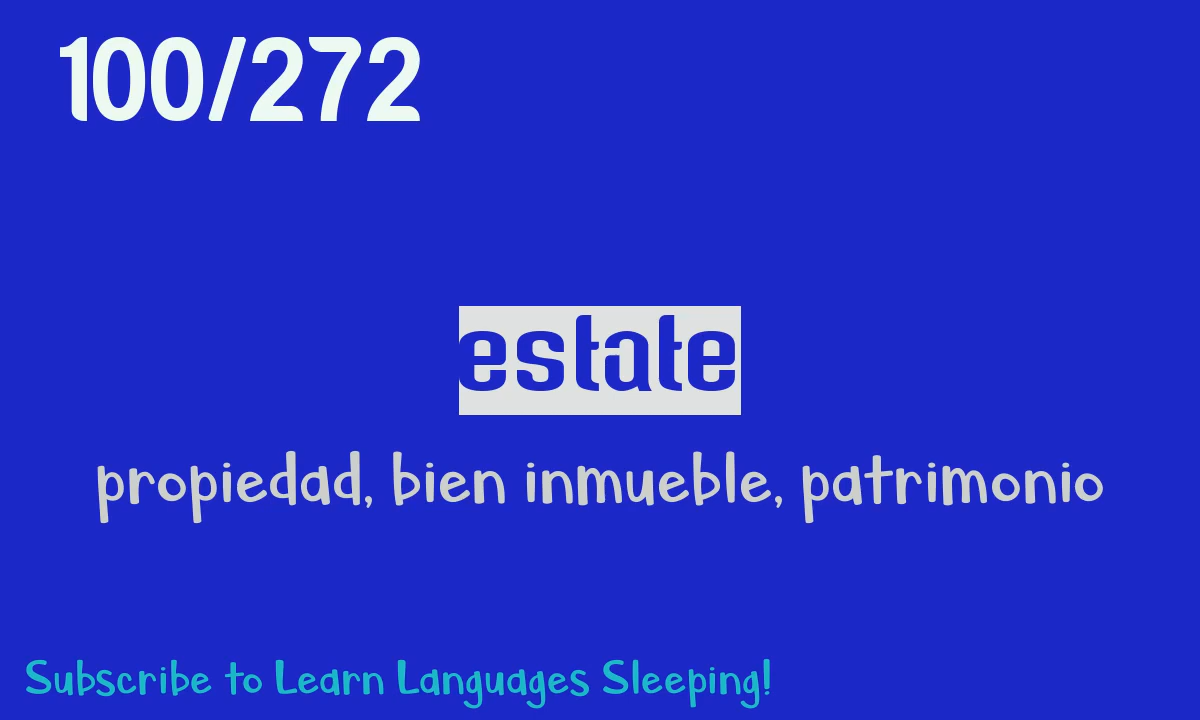 100/272
estate
propiedad, bien inmueble, patrimonio
Subscribe to Learn Languages Sleeping!